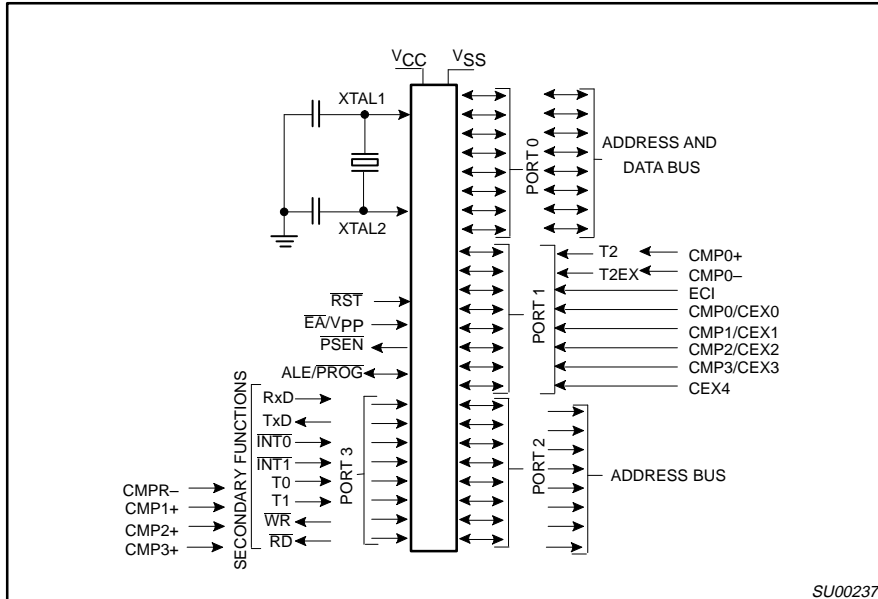 VCC VSS
XTAL1
XTAL2
PORT 0
ADDRESS AND
DATA BUS
RST
EA/VPP
PSEN
ALE/PROG
PORT 1
T2 CMP0+
T2EX CMP0–
ECI
CMP0/CEX0
CMP1/CEX1
CMP2/CEX2
CMP3/CEX3
CEX4
SECONDARY FUNCTIONS
RxD
TxD
INT0
INT1
T0
T1
WR
RD
CMPR–
CMP1+
CMP2+
CMP3+
PORT 3
PORT 2
ADDRESS BUS
SU00237